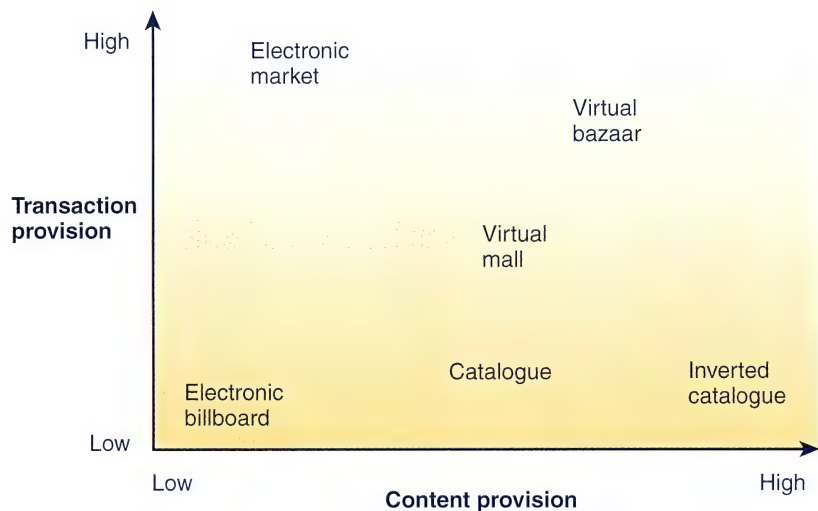 High
Electronic
market
Virtual
bazaar
Transaction
provision
Virtual
mall
Catalogue
Inverted
catalogue
Electronic
billboard
Low
Low
High
Content provision